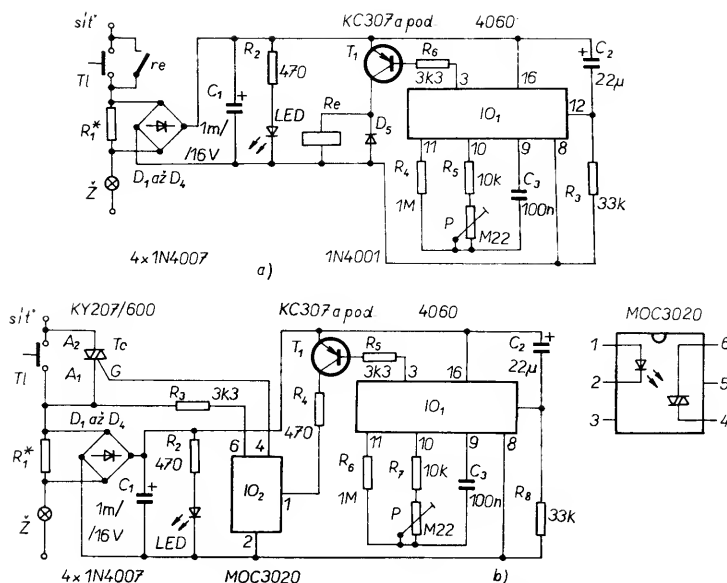 síť
KC307 a pod.
4060
Tl
re
R₂
470
T₁
R₆
3k3
3
16
C₂
22μ
R₁*
C₁
1m/
/16V
LED
Re
D₅
IO₁
12
11
10
9
8
R₄
1M
R₅
10k
P
M22
C₃
100n
R₃
33k
Ž
D₁ až D₄
4x1N4007
a)
1N4001
KY207/600
KC307 a pod.
4060
MOC3020
síť
A₂
Tc
A₁
G
Tl
T₁
R₅
3k3
3
16
C₂
22μ
1
2
3
6
5
4
R₃
3k3
R₄
470
IO₁
D₁ až D₄
R₁*
C₁
1m/
/16V
R₂
470
LED
6
4
IO₂
1
2
11
10
9
8
R₆
1M
R₇
10k
P
M22
C₃
100n
R₈
33k
Ž
4x1N4007
MOC3020
b)